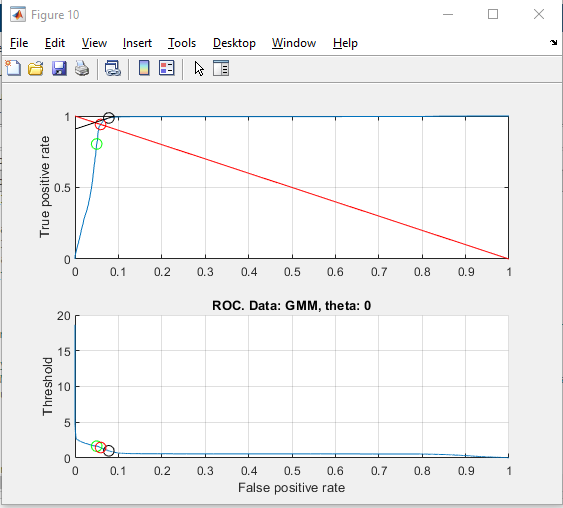 Figure 10
File Edit View Insert Tools Desktop Window Help
1
0.5
0
True positive rate
0 0.1 0.2 0.3 0.4 0.5 0.6 0.7 0.8 0.9 1
ROC. Data: GMM, theta: 0
20
15
10
5
0
Threshold
0 0.1 0.2 0.3 0.4 0.5 0.6 0.7 0.8 0.9 1
False positive rate